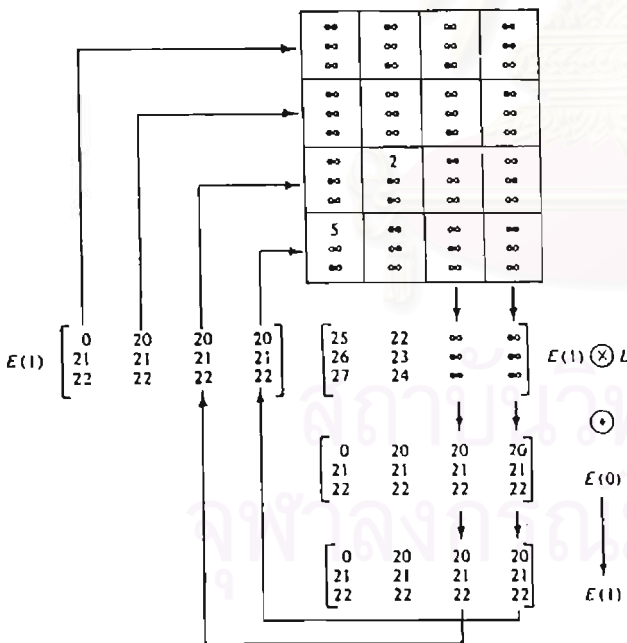 ∞ ∞ ∞ ∞
∞ ∞ ∞ ∞
∞ ∞ ∞ ∞
∞ ∞ ∞ ∞
∞ ∞ ∞ ∞
∞ ∞ ∞ ∞
∞ 2 ∞ ∞
∞ ∞ ∞ ∞
∞ ∞ ∞ ∞
5 ∞ ∞ ∞
∞ ∞ ∞ ∞
∞ ∞ ∞ ∞
E(1)
0 20 20 20
21 21 21 21
22 22 22 22
25 22 ∞ ∞
26 23 ∞ ∞
27 24 ∞ ∞
E(1) ⊗ L
⊙
0 20 20 20
21 21 21 21
22 22 22 22
E(0)
0 20 20 20
21 21 21 21
22 22 22 22
E(1)